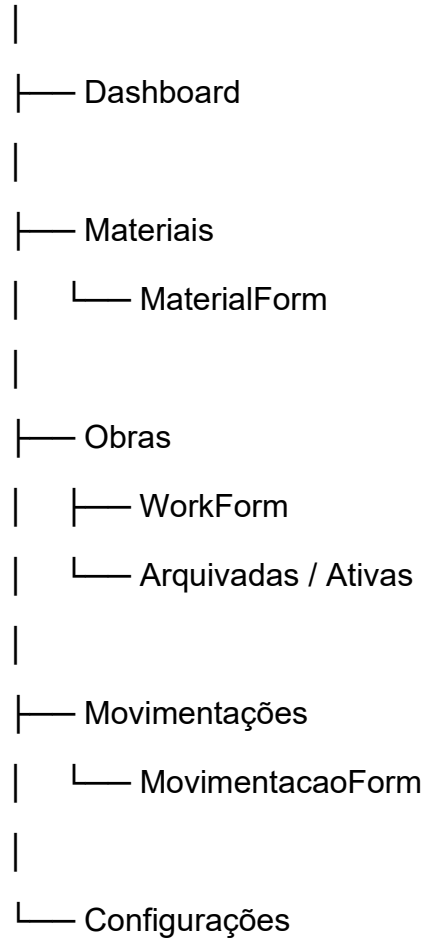 │
├── Dashboard
│
├── Materiais
│ └── MaterialForm
│
├── Obras
│ ├── WorkForm
│ └── Arquivadas / Ativas
│
├── Movimentações
│ └── MovimentacaoForm
│
└── Configurações